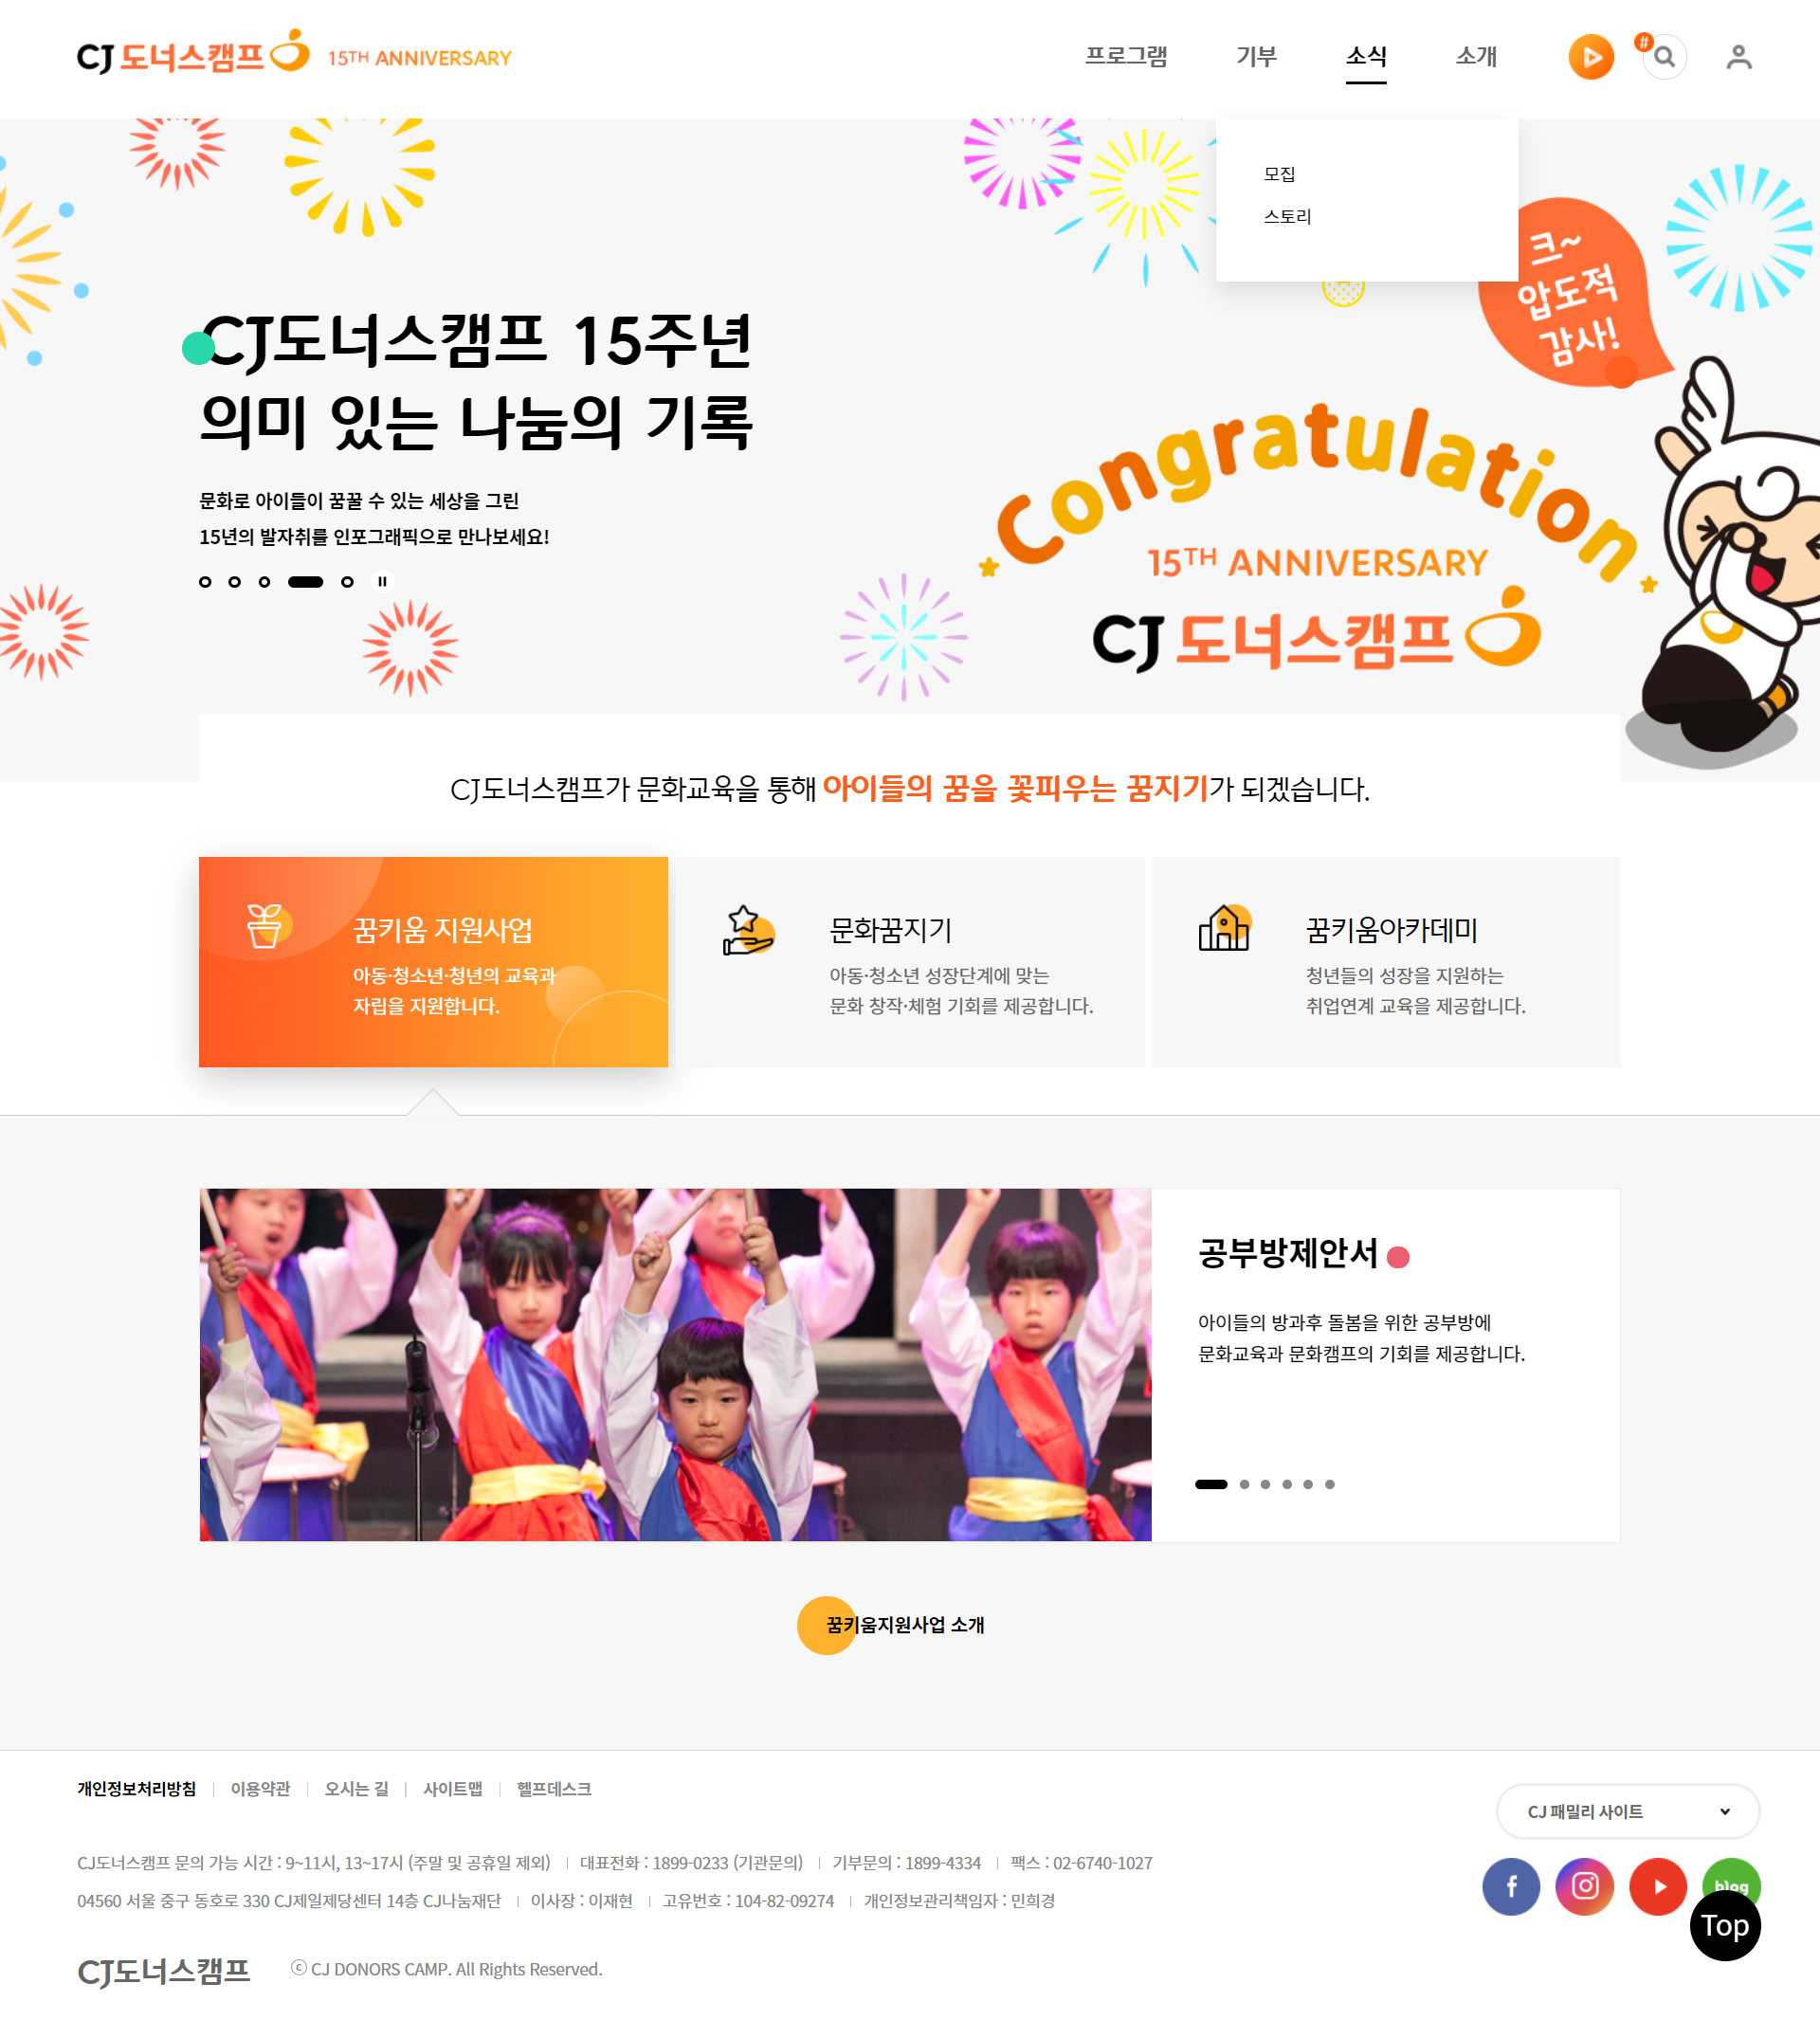 CJ 도너스캠프 15TH ANNIVERSARY
프로그램 기부 소식 소개
#
모집
스토리
크~
압도적
감사!
CJ도너스캠프 15주년
의미 있는 나눔의 기록
문화로 아이들이 꿈꿀 수 있는 세상을 그린
15년의 발자취를 인포그래픽으로 만나보세요!
Congratulation
15TH ANNIVERSARY
CJ 도너스캠프
CJ도너스캠프가 문화교육을 통해 아이들의 꿈을 꽃피우는 꿈지기가 되겠습니다.
꿈키움 지원사업
아동·청소년·청년의 교육과
자립을 지원합니다.
문화꿈지기
아동·청소년 성장단계에 맞는
문화 창작·체험 기회를 제공합니다.
꿈키움아카데미
청년들의 성장을 지원하는
취업연계 교육을 제공합니다.
공부방제안서
아이들의 방과후 돌봄을 위한 공부방에
문화교육과 문화캠프의 기회를 제공합니다.
꿈키움지원사업 소개
개인정보처리방침 | 이용약관 | 오시는 길 | 사이트맵 | 헬프데스크
CJ 패밀리 사이트
CJ도너스캠프 문의 가능 시간 : 9~11시, 13~17시 (주말 및 공휴일 제외) | 대표전화 : 1899-0233 (기관문의) | 기부문의 : 1899-4334 | 팩스 : 02-6740-1027
04560 서울 중구 동호로 330 CJ제일제당센터 14층 CJ나눔재단 | 이사장 : 이재현 | 고유번호 : 104-82-09274 | 개인정보관리책임자 : 민희경
blog
Top
CJ도너스캠프
ⓒ CJ DONORS CAMP. All Rights Reserved.